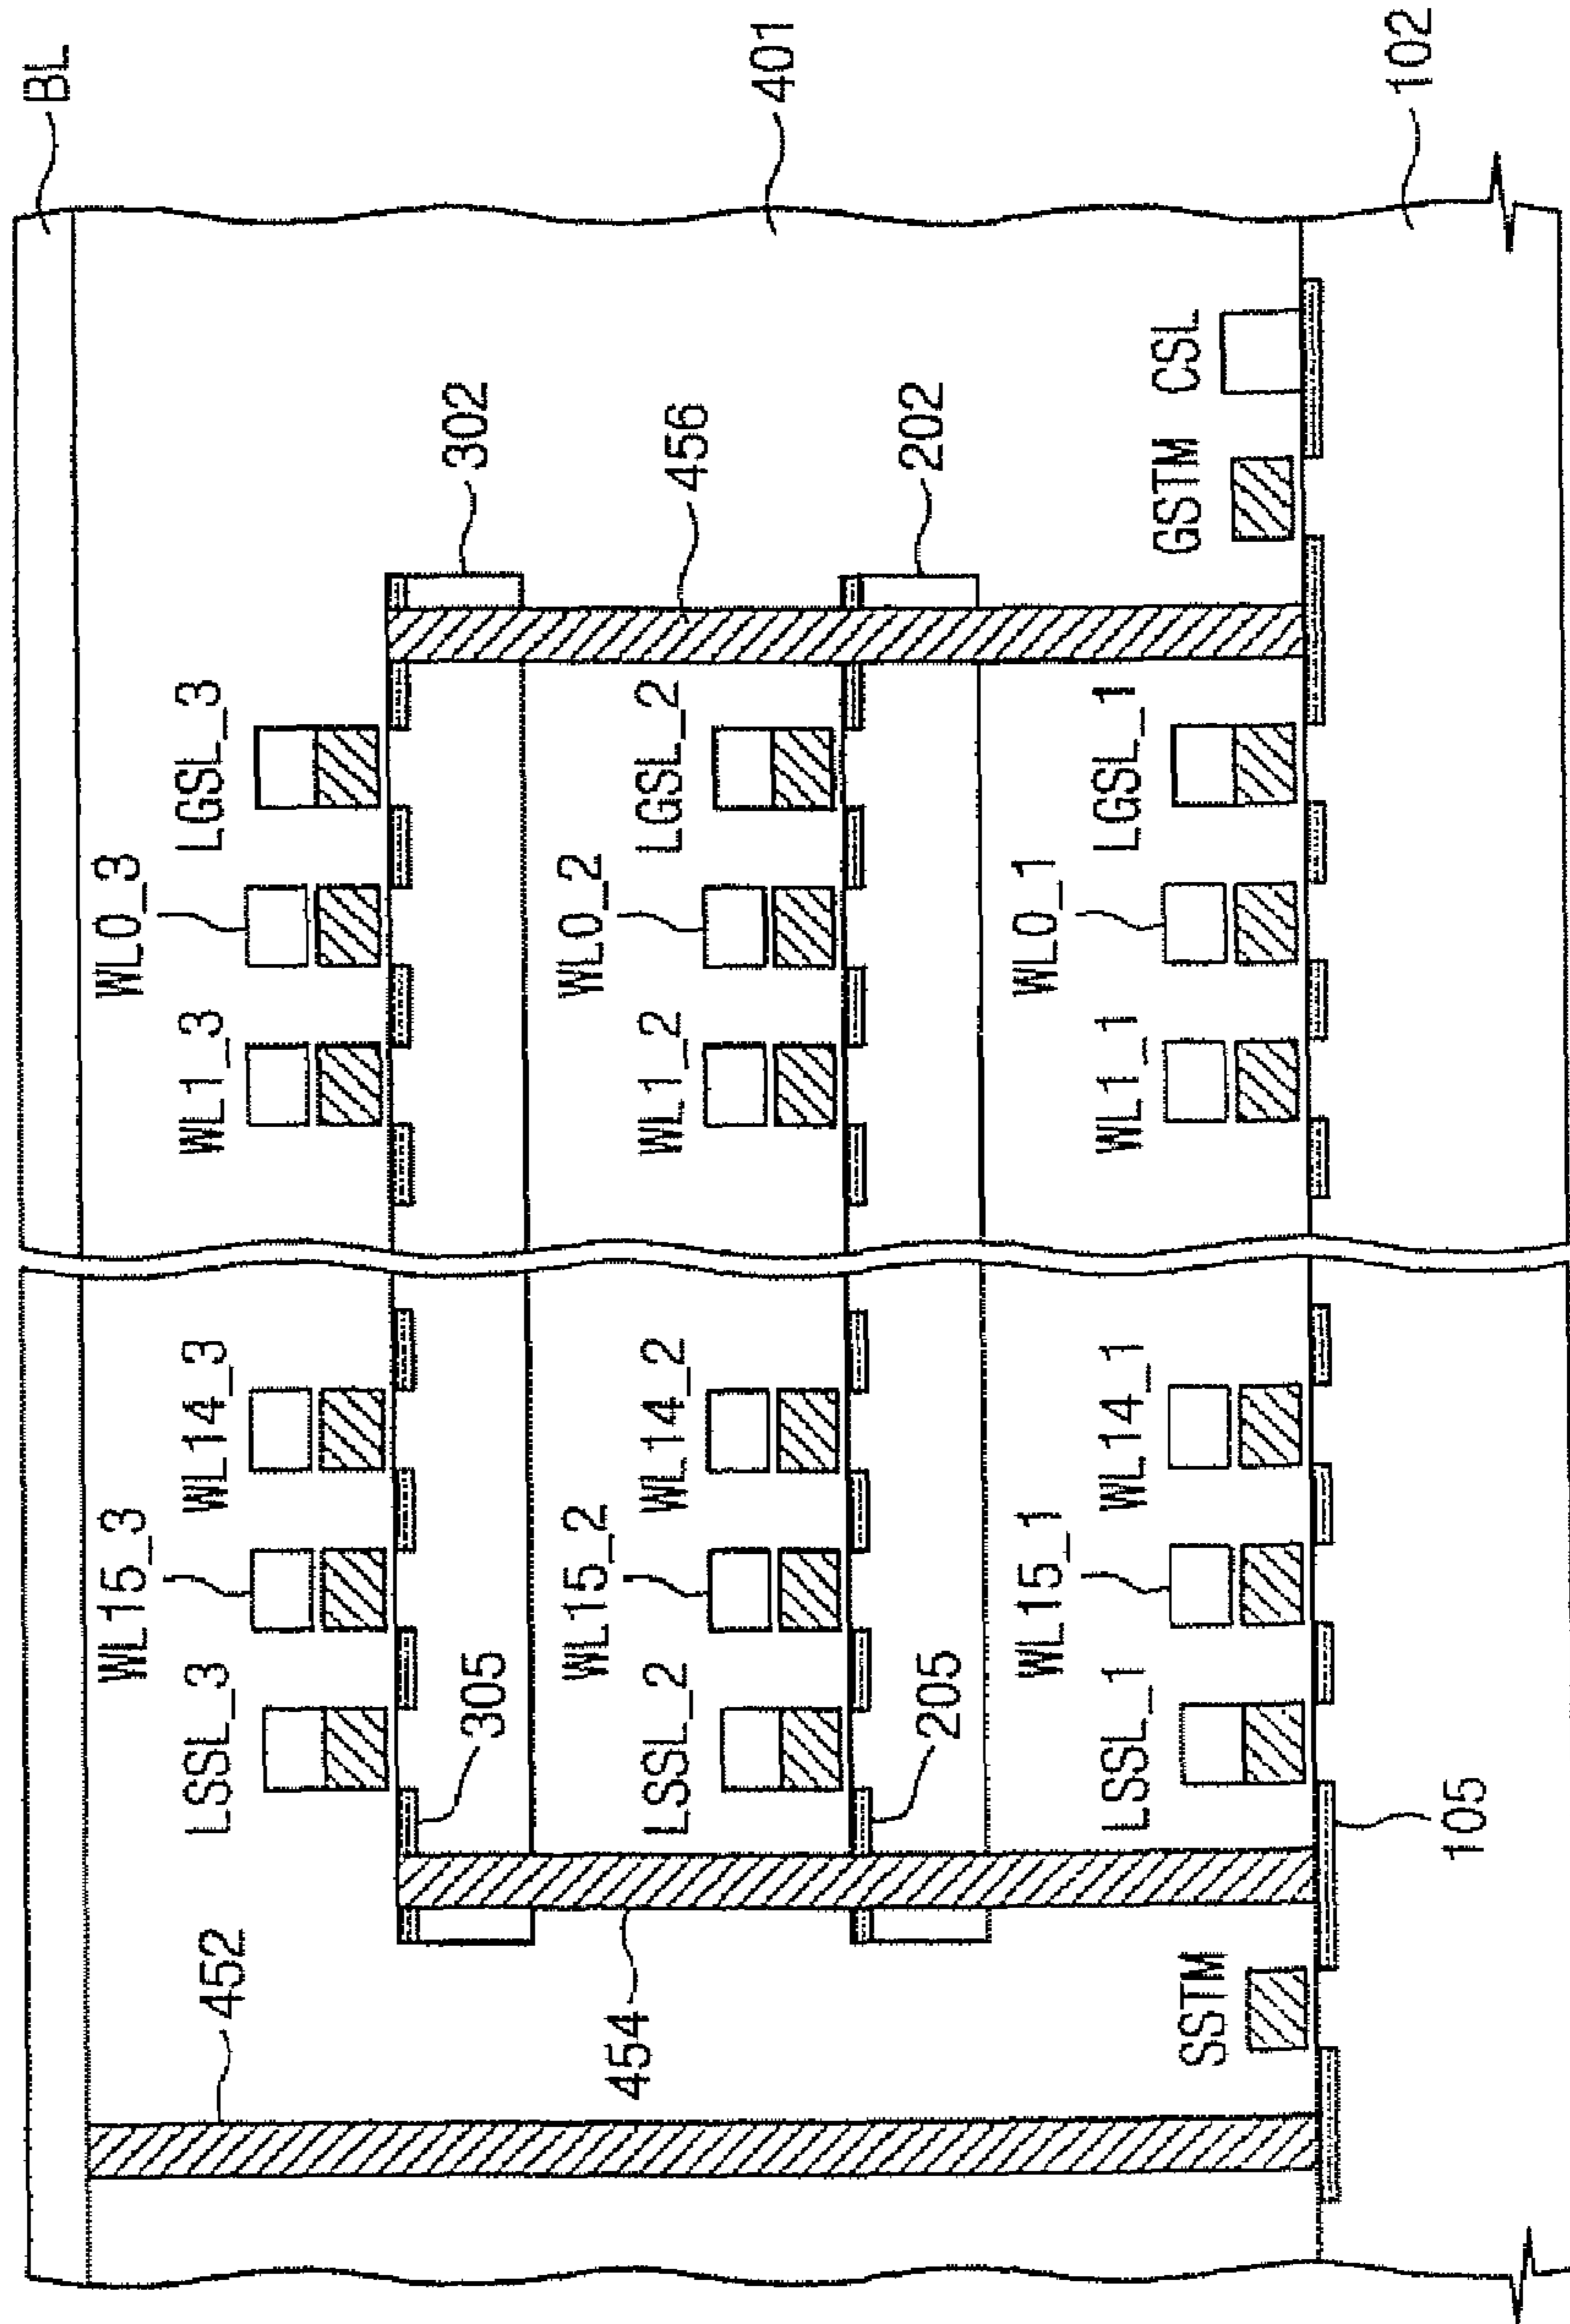 BL
401
102
302
456
202
GSTM
CSL
LGSL_3
LGSL_2
LGSL_1
WL0_3
WL0_2
WL0_1
WL1_3
WL1_2
WL1_1
WL14_3
WL14_2
WL14_1
WL15_3
WL15_2
WL15_1
LSSL_3
LSSL_2
LSSL_1
305
205
105
452
454
SSTM